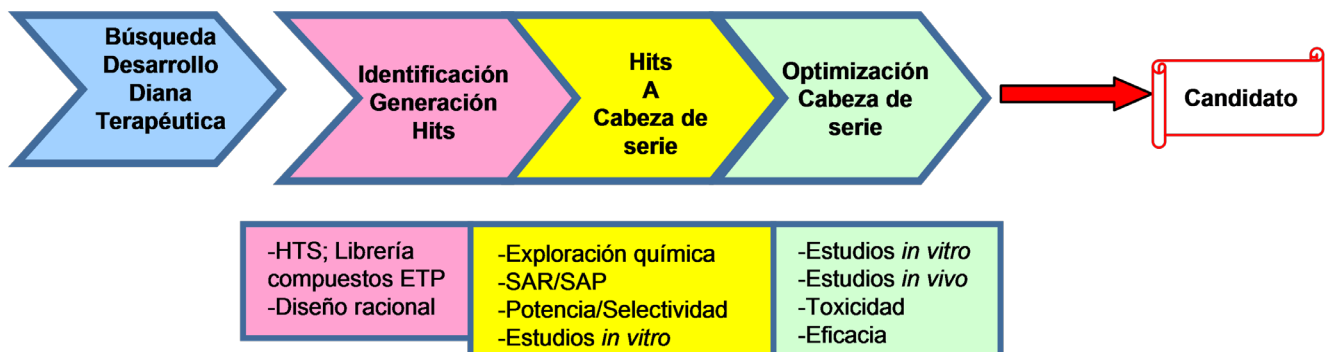 Búsqueda
Desarrollo
Diana
Terapéutica
Identificación
Generación
Hits
Hits
A
Cabeza de
serie
Optimización
Cabeza de
serie
Candidato
-HTS; Librería
compuestos ETP
-Diseño racional
-Exploración química
-SAR/SAP
-Potencia/Selectividad
-Estudios in vitro
-Estudios in vitro
-Estudios in vivo
-Toxicidad
-Eficacia